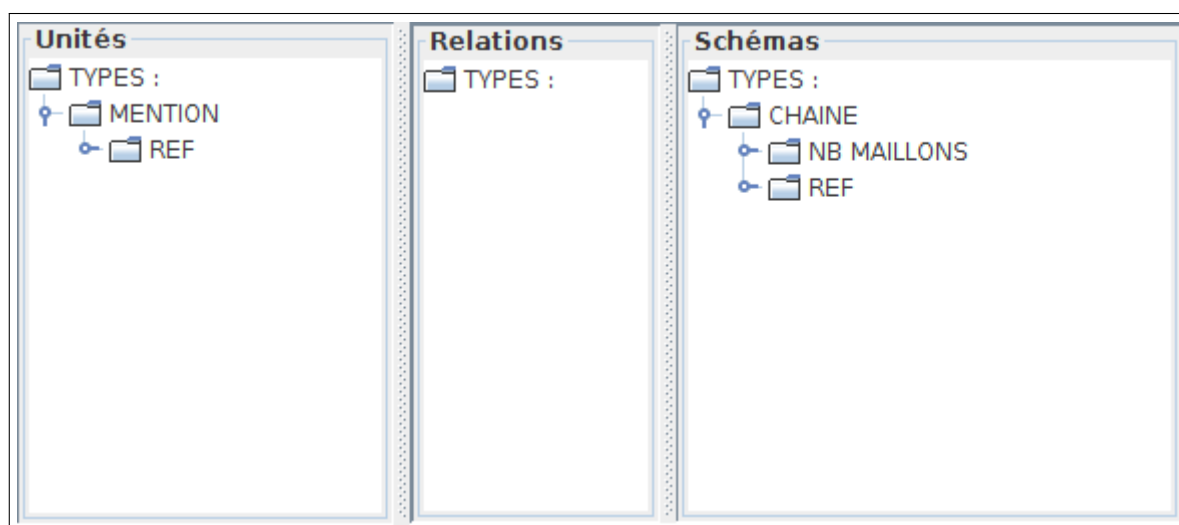 Unités
TYPES :
MENTION
REF
Relations
TYPES :
Schémas
TYPES :
CHAINE
NB MAILLONS
REF